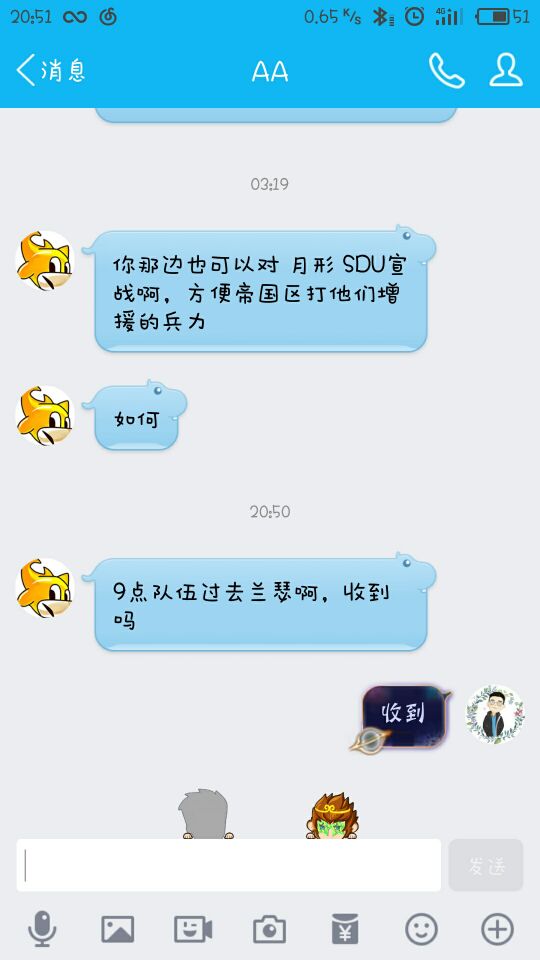 20:51
0.65 K/s
4G
51
消息
AA
03:19
你那边也可以对 月形 SDU宣
战啊，方便帝国区打他们增
援的兵力
如何
20:50
9点队伍过去兰瑟啊，收到
吗
收到
发送
¥